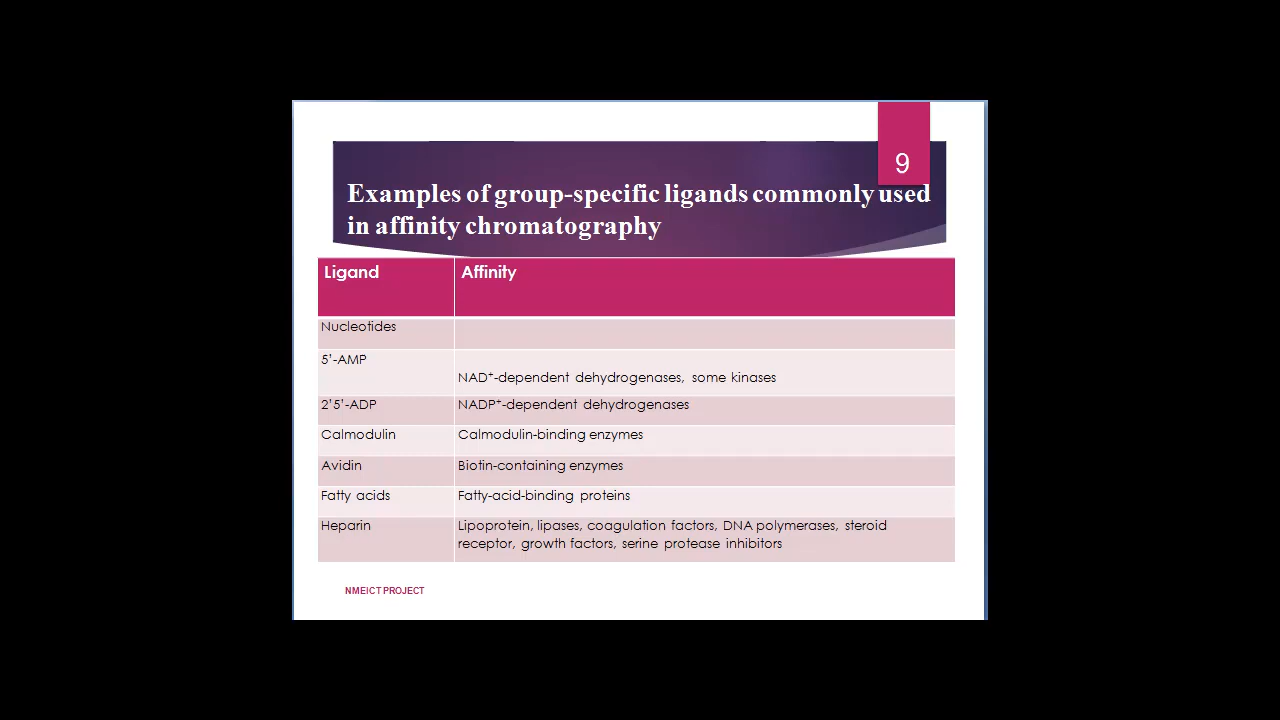 9
Examples of group-specific ligands commonly used
in affinity chromatography
Ligand Affinity
Nucleotides
5'-AMP
NAD⁺-dependent dehydrogenases, some kinases
2'5'-ADP NADP⁺-dependent dehydrogenases
Calmodulin Calmodulin-binding enzymes
Avidin Biotin-containing enzymes
Fatty acids Fatty-acid-binding proteins
Heparin Lipoprotein, lipases, coagulation factors, DNA polymerases, steroid
receptor, growth factors, serine protease inhibitors
NMEICT PROJECT